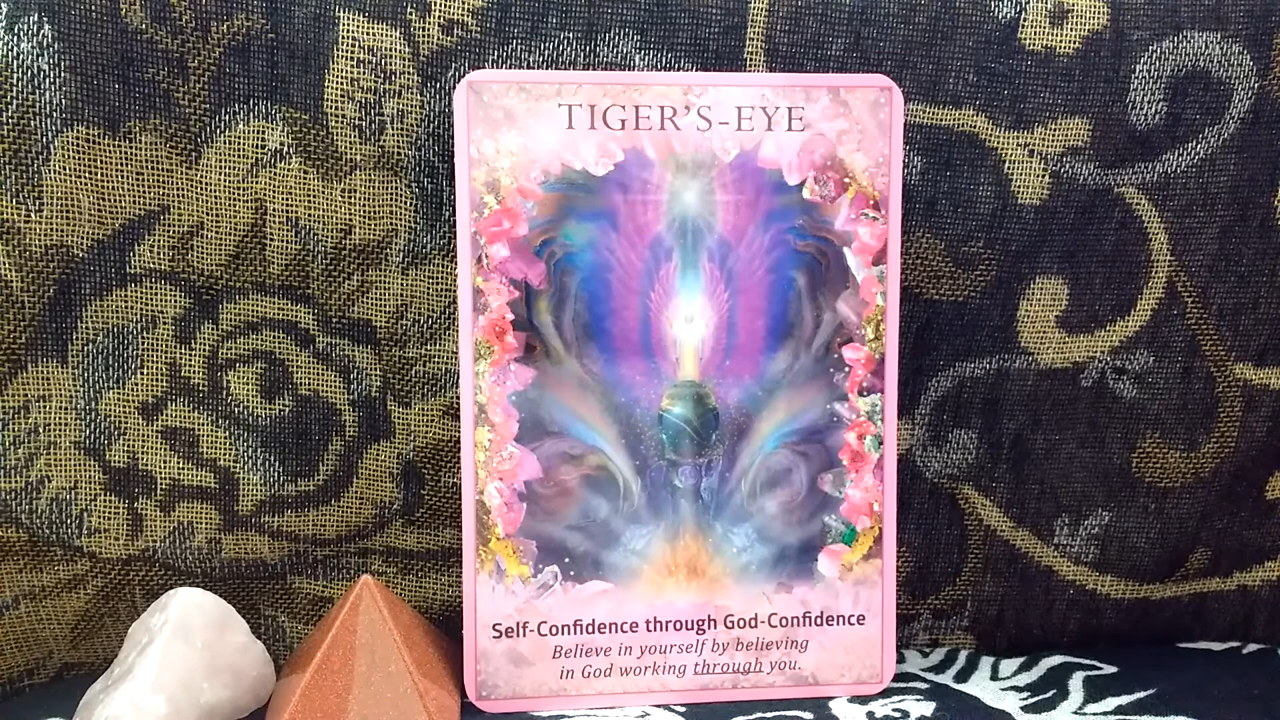 TIGER'S-EYE
Self-Confidence through God-Confidence
Believe in yourself by believing
in God working through you.